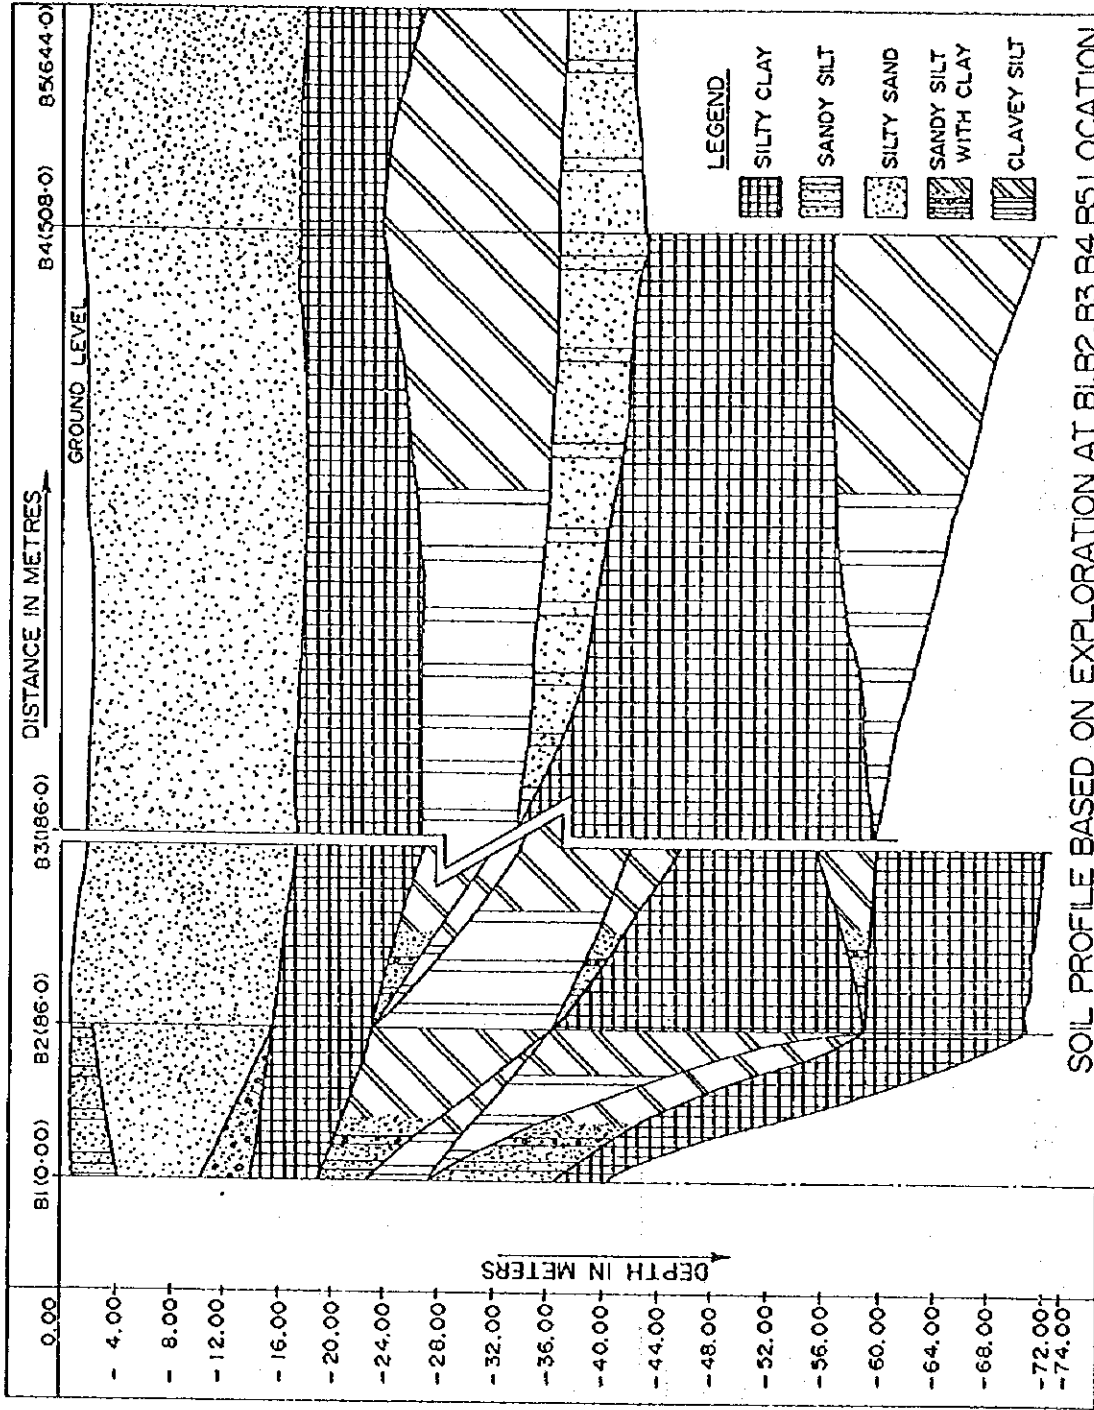 DISTANCE IN METRES
B1(0·00)
B2(86·0)
B3(186·0)
B4(508·0)
B5(644·0)
GROUND LEVEL
0.00
- 4.00
- 8.00
- 12.00
- 16.00
- 20.00
- 24.00
- 28.00
- 32.00
- 36.00
- 40.00
- 44.00
- 48.00
- 52.00
- 56.00
- 60.00
- 64.00
- 68.00
- 72.00
- 74.00
DEPTH IN METERS
LEGEND
SILTY CLAY
SANDY SILT
SILTY SAND
SANDY SILT
WITH CLAY
CLAVEY SILT
SOIL PROFILE BASED ON EXPLORATION AT B1, B2, B3, B4, B5 LOCATION